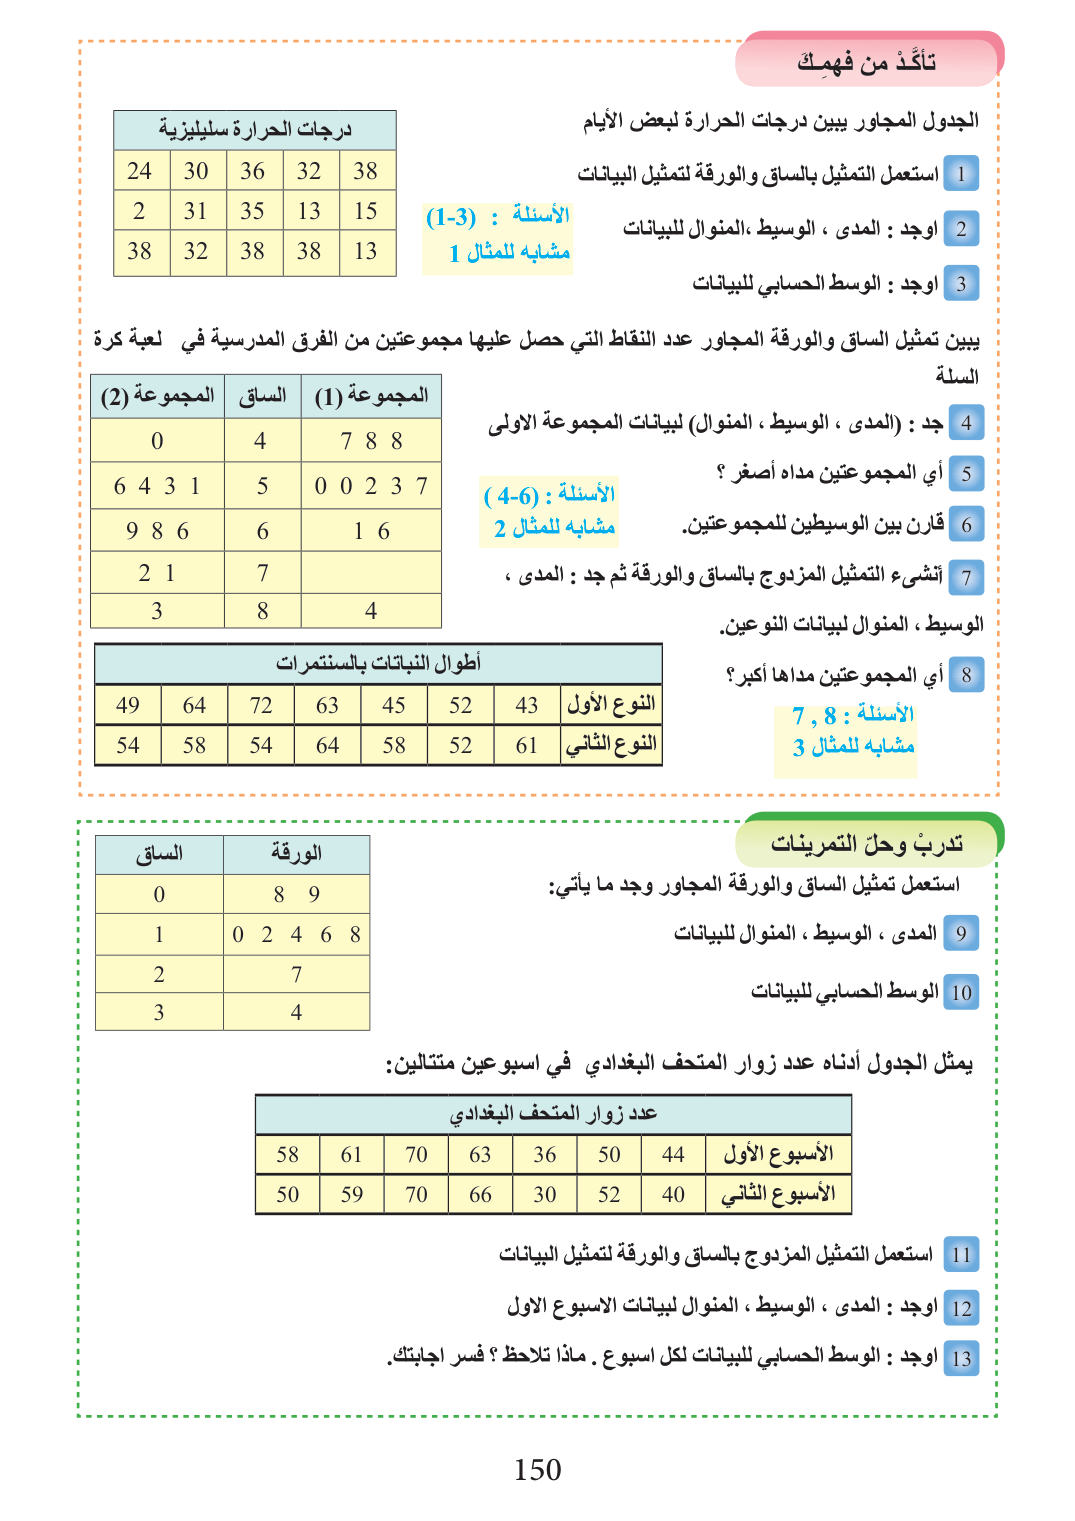 تأكَّدْ من فهمِكَ
الجدول المجاور يبين درجات الحرارة لبعض الأيام
درجات الحرارة سليليزية
24 30 36 32 38
2 31 35 13 15
38 32 38 38 13
1 استعمل التمثيل بالساق والورقة لتمثيل البيانات
2 اوجد : المدى ، الوسيط ،المنوال للبيانات
3 اوجد : الوسط الحسابي للبيانات
الأسئلة : (1-3)
مشابه للمثال 1
يبين تمثيل الساق والورقة المجاور عدد النقاط التي حصل عليها مجموعتين من الفرق المدرسية في لعبة كرة
السلة
المجموعة (1) الساق المجموعة (2)
7 8 8 4 0
0 0 2 3 7 5 6 4 3 1
1 6 6 9 8 6
7 2 1
4 8 3
4 جد : (المدى ، الوسيط ، المنوال) لبيانات المجموعة الاولى
5 أي المجموعتين مداه أصغر ؟
6 قارن بين الوسيطين للمجموعتين.
الأسئلة : (4-6 )
مشابه للمثال 2
7 أنشىء التمثيل المزدوج بالساق والورقة ثم جد : المدى ،
الوسيط ، المنوال لبيانات النوعين.
8 أي المجموعتين مداها أكبر؟
الأسئلة : 8 , 7
مشابه للمثال 3
أطوال النباتات بالسنتمرات
النوع الأول 43 52 45 63 72 64 49
النوع الثاني 61 52 58 64 54 58 54
تدربْ وحلّ التمرينات
استعمل تمثيل الساق والورقة المجاور وجد ما يأتي:
9 المدى ، الوسيط ، المنوال للبيانات
10 الوسط الحسابي للبيانات
الورقة الساق
8 9 0
0 2 4 6 8 1
7 2
4 3
يمثل الجدول أدناه عدد زوار المتحف البغدادي في اسبوعين متتالين:
عدد زوار المتحف البغدادي
الأسبوع الأول 44 50 36 63 70 61 58
الأسبوع الثاني 40 52 30 66 70 59 50
11 استعمل التمثيل المزدوج بالساق والورقة لتمثيل البيانات
12 اوجد : المدى ، الوسيط ، المنوال لبيانات الاسبوع الاول
13 اوجد : الوسط الحسابي للبيانات لكل اسبوع . ماذا تلاحظ ؟ فسر اجابتك.
150